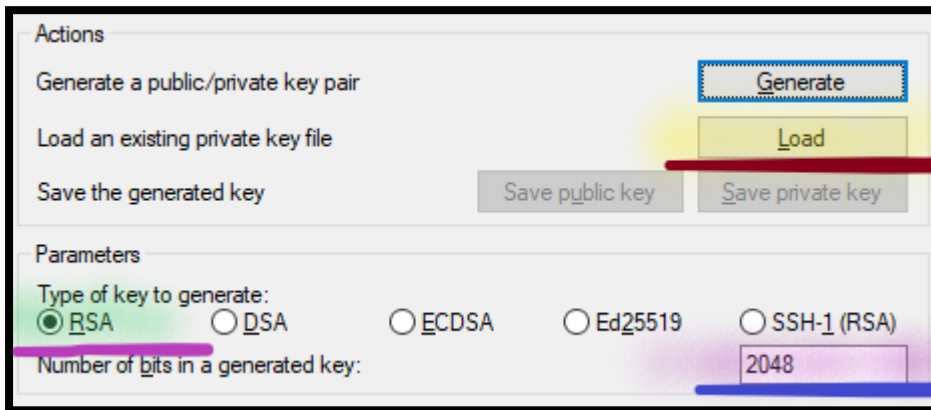 Actions
Generate a public/private key pair Generate
Load an existing private key file Load
Save the generated key Save public key Save private key
Parameters
Type of key to generate:
RSA DSA ECDSA Ed25519 SSH-1 (RSA)
Number of bits in a generated key: 2048